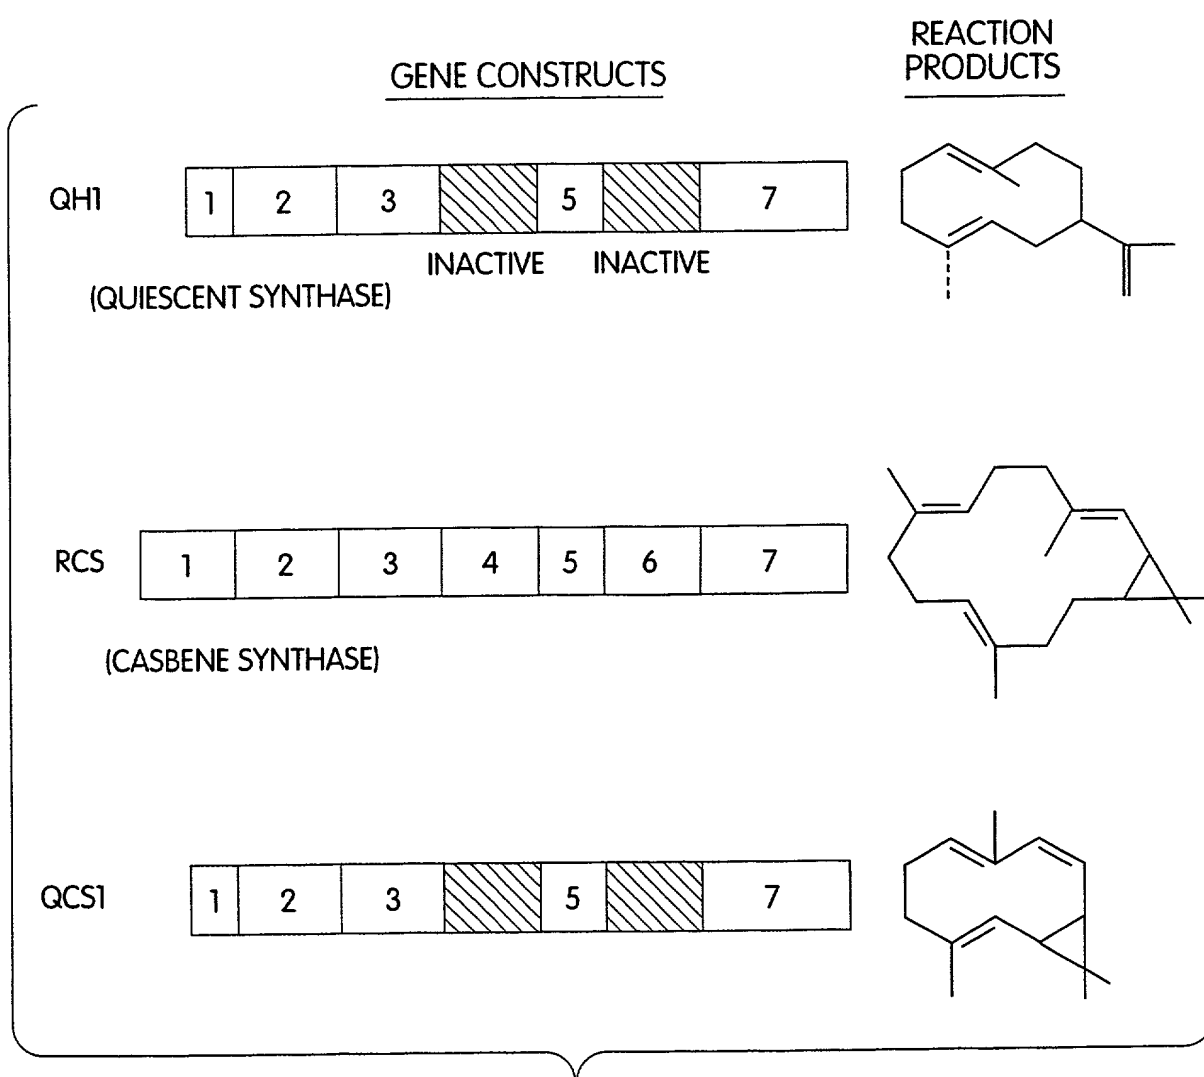 GENE CONSTRUCTS
REACTION
PRODUCTS
QH1
1 2 3 5 7
INACTIVE INACTIVE
(QUIESCENT SYNTHASE)
RCS
1 2 3 4 5 6 7
(CASBENE SYNTHASE)
QCS1
1 2 3 5 7